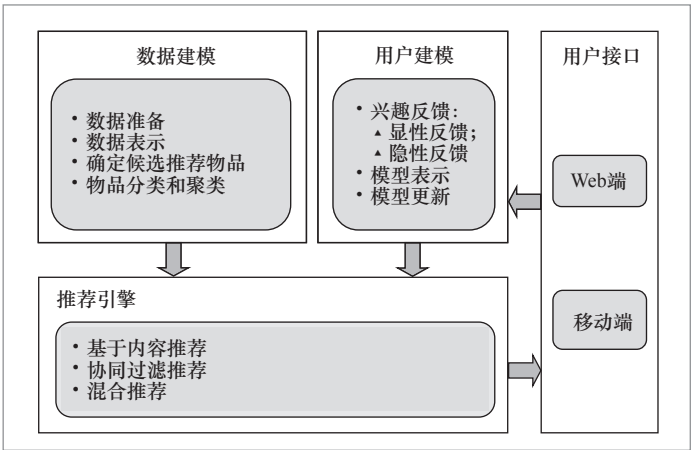 数据建模
• 数据准备
• 数据表示
• 确定候选推荐物品
• 物品分类和聚类
用户建模
• 兴趣反馈：
▲ 显性反馈；
▲ 隐性反馈
• 模型表示
• 模型更新
用户接口
Web端
移动端
推荐引擎
• 基于内容推荐
• 协同过滤推荐
• 混合推荐